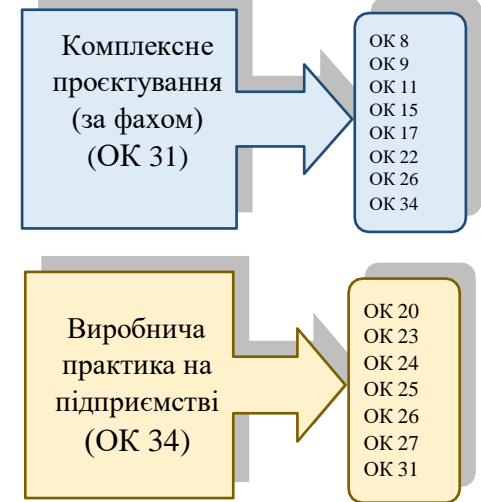 Комплексне
проєктування
(за фахом)
(ОК 31)
ОК 8
ОК 9
ОК 11
ОК 15
ОК 17
ОК 22
ОК 26
ОК 34
Виробнича
практика на
підприємстві
(ОК 34)
ОК 20
ОК 23
ОК 24
ОК 25
ОК 26
ОК 27
ОК 31